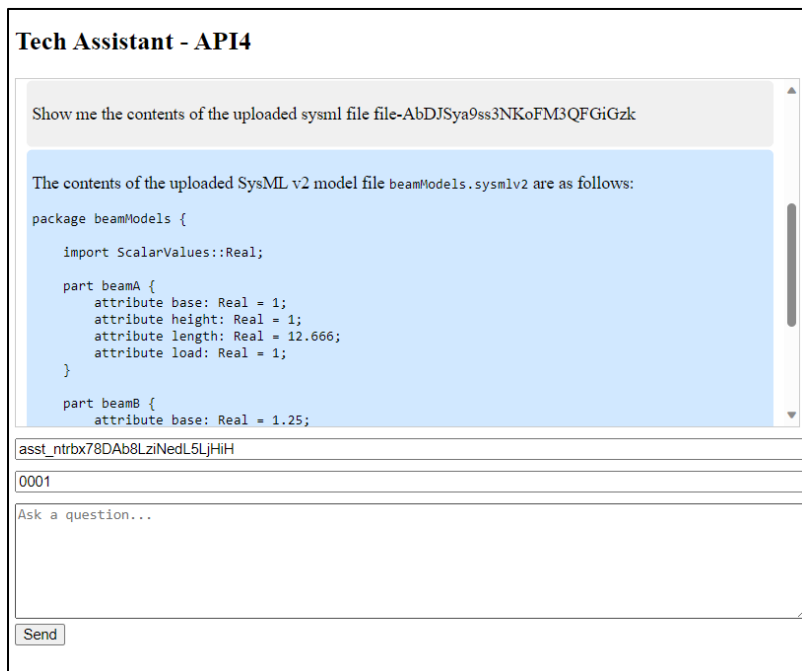 Tech Assistant - API4
Show me the contents of the uploaded sysml file file-AbDJSya9ss3NKoFM3QFGiGzk
The contents of the uploaded SysML v2 model file beamModels.sysmlv2 are as follows:
package beamModels {
import ScalarValues::Real;
part beamA {
attribute base: Real = 1;
attribute height: Real = 1;
attribute length: Real = 12.666;
attribute load: Real = 1;
}
part beamB {
attribute base: Real = 1.25;
asst_ntrbx78DAb8LziNedL5LjHiH
0001
Ask a question...
Send